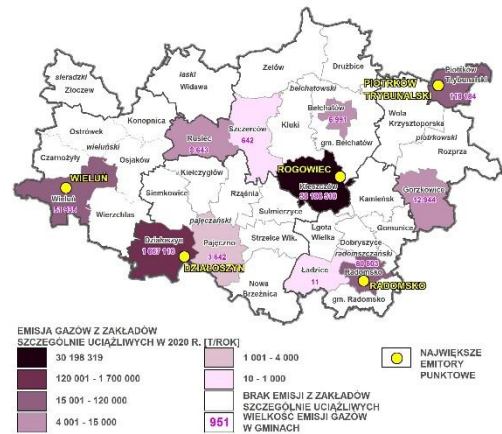 Zelów
Drużbice
łaski
Widawa
sieradzki
Złoczew
bełchatowski
PIOTRKÓW
TRYBUNALSKI
Piotrków
Trybunalski
Konopnica
Ostrówek
wieluński
Osjaków
Czarnożyły
Rusiec
Szczerców
642
Kluki
Bełchatów
gm. Bełchatów
Wola
Krzysztoporska
piotrkowski
Rozprza
WIELUŃ
Wieluń
Wierzchlas
Siemkowice
Kiełczygłów
Rząśnia
ROGOWIEC
Kleszczów
Sulmierzyce
Kamieńsk
Gorzkowice
12 944
pajęczański
Działoszyn
DZIAŁOSZYN
Pajęczno
3 642
Strzelce Wlk.
Lgota
Wielka
Gomunice
Dobryszyce
radomszczański
Radomsko
RADOMSKO
Ładzice
11
Nowa
Brzeźnica
gm. Radomsko
EMISJA GAZÓW Z ZAKŁADÓW
SZCZEGÓLNIE UCIĄŻLIWYCH W 2020 R. [T/ROK]
30 198 319
120 001 - 1 700 000
15 001 - 120 000
4 001 - 15 000
1 001 - 4 000
10 - 1 000
BRAK EMISJI Z ZAKŁADÓW
SZCZEGÓLNIE UCIĄŻLIWYCH
951
WIELKOŚĆ EMISJI GAZÓW
W GMINACH
NAJWIĘKSZE
EMITORY
PUNKTOWE